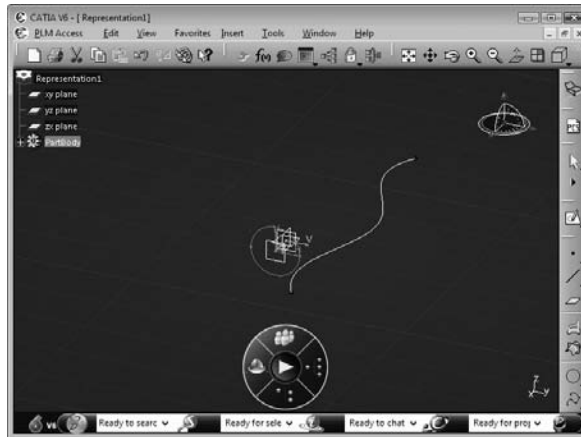 CATIA V6 - [ Representation1]
PLM Access Edit View Favorites Insert Tools Window Help
f(x)
Representation1
xy plane
yz plane
zx plane
PartBody
V
z
x y
V6 Ready to searc Ready for sele Ready to chat Ready for proj